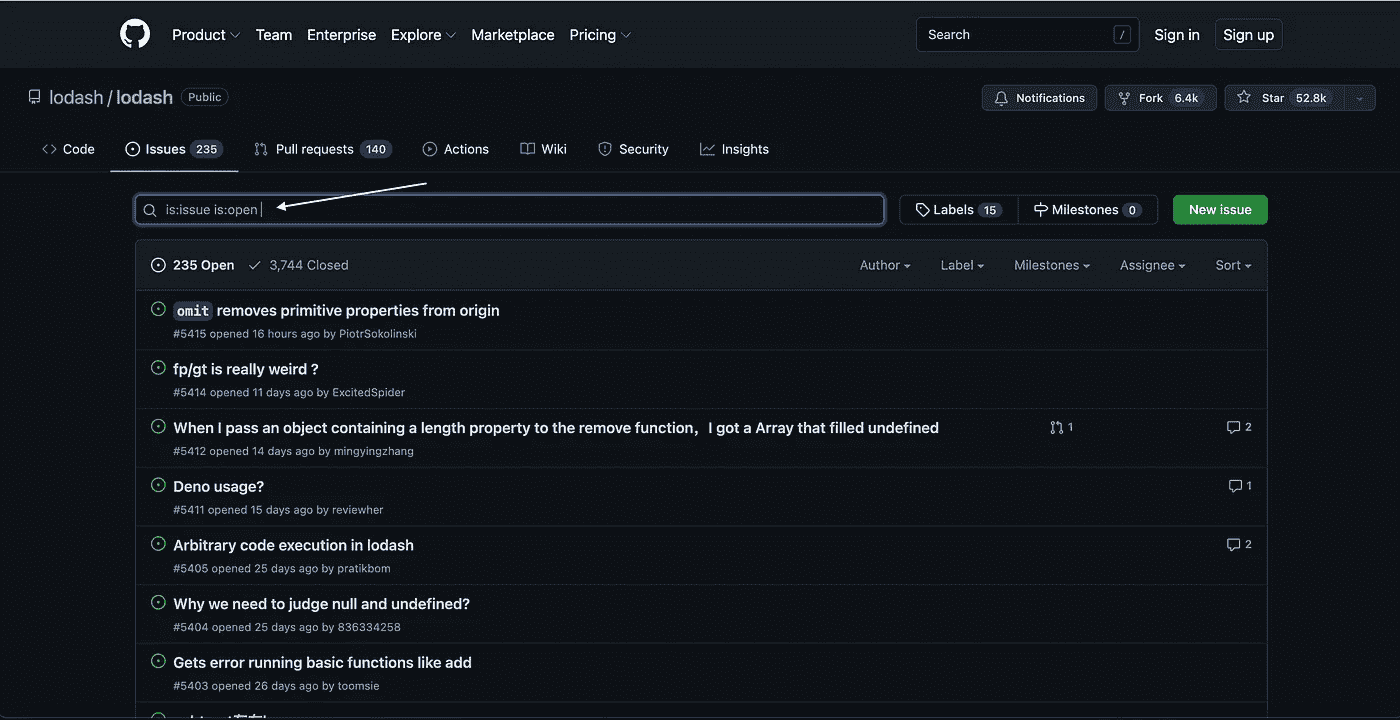 Product Team Enterprise Explore Marketplace Pricing Search / Sign in Sign up
lodash / lodash Public Notifications Fork 6.4k Star 52.8k
Code Issues 235 Pull requests 140 Actions Wiki Security Insights
is:issue is:open Labels 15 Milestones 0 New issue
235 Open 3,744 Closed Author Label Milestones Assignee Sort
omit removes primitive properties from origin
#5415 opened 16 hours ago by PiotrSokolinski
fp/gt is really weird ?
#5414 opened 11 days ago by ExcitedSpider
When I pass an object containing a length property to the remove function，I got a Array that filled undefined 1 2
#5412 opened 14 days ago by mingyingzhang
Deno usage? 1
#5411 opened 15 days ago by reviewher
Arbitrary code execution in lodash 2
#5405 opened 25 days ago by pratikbom
Why we need to judge null and undefined?
#5404 opened 25 days ago by 836334258
Gets error running basic functions like add
#5403 opened 26 days ago by toomsie